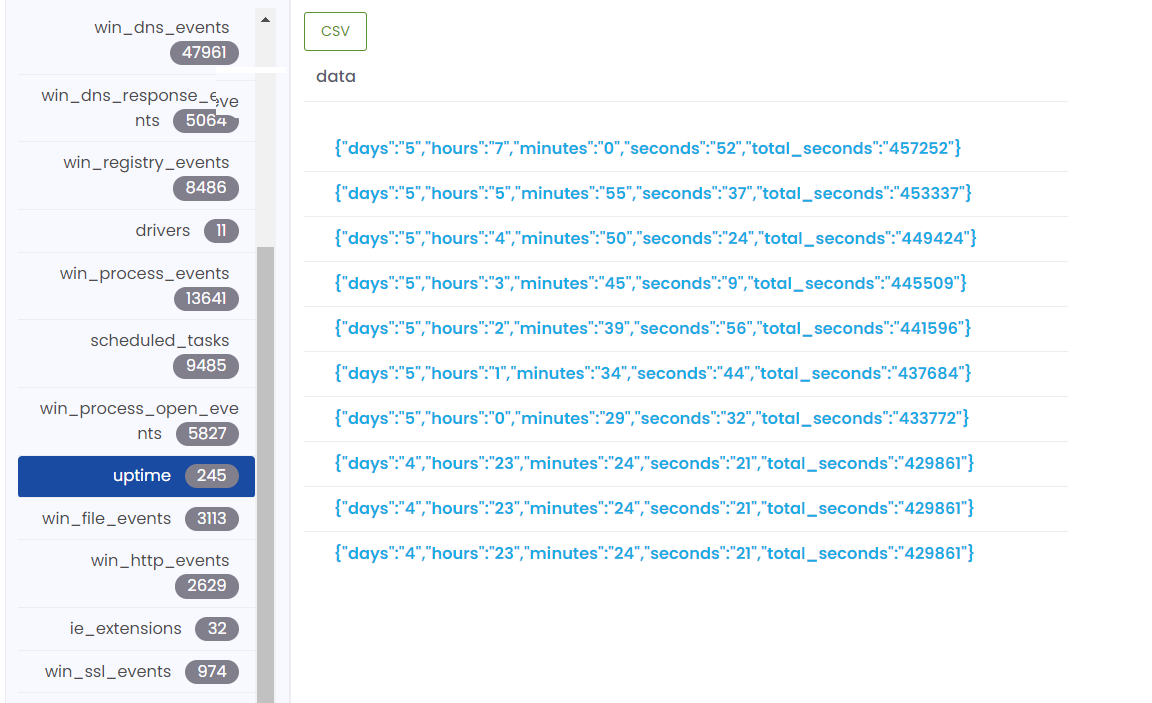 win_dns_events
47961
win_dns_response_e
eve
nts 5064
win_registry_events
8486
drivers 11
win_process_events
13641
scheduled_tasks
9485
win_process_open_eve
nts 5827
uptime 245
win_file_events 3113
win_http_events
2629
ie_extensions 32
win_ssl_events 974
CSV
data
{"days":"5","hours":"7","minutes":"0","seconds":"52","total_seconds":"457252"}
{"days":"5","hours":"5","minutes":"55","seconds":"37","total_seconds":"453337"}
{"days":"5","hours":"4","minutes":"50","seconds":"24","total_seconds":"449424"}
{"days":"5","hours":"3","minutes":"45","seconds":"9","total_seconds":"445509"}
{"days":"5","hours":"2","minutes":"39","seconds":"56","total_seconds":"441596"}
{"days":"5","hours":"1","minutes":"34","seconds":"44","total_seconds":"437684"}
{"days":"5","hours":"0","minutes":"29","seconds":"32","total_seconds":"433772"}
{"days":"4","hours":"23","minutes":"24","seconds":"21","total_seconds":"429861"}
{"days":"4","hours":"23","minutes":"24","seconds":"21","total_seconds":"429861"}
{"days":"4","hours":"23","minutes":"24","seconds":"21","total_seconds":"429861"}